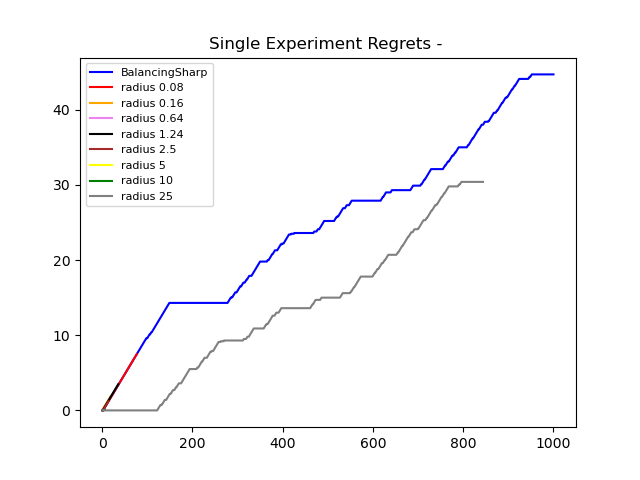 Single Experiment Regrets -
BalancingSharp
radius 0.08
radius 0.16
radius 0.64
radius 1.24
radius 2.5
radius 5
radius 10
radius 25
40
30
20
10
0
0 200 400 600 800 1000